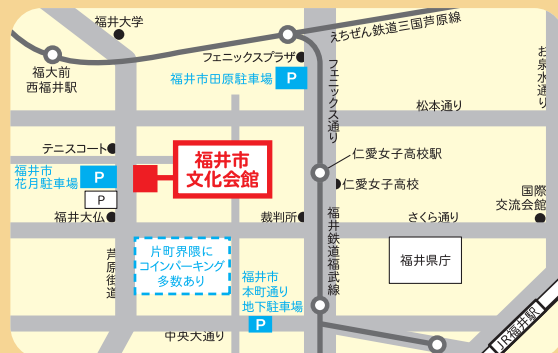 福井大学
えちぜん鉄道三国芦原線
福大前
西福井駅
フェニックスプラザ
福井市田原駐車場
P
フェニックス通り
お泉水通り
松本通り
テニスコート
福井市
花月駐車場
P
P
福井市
文化会館
仁愛女子高校駅
仁愛女子高校
国際
交流会館
福井大仏
裁判所
さくら通り
芦原街道
片町界隈に
コインパーキング
多数あり
福井市
本町通り
地下駐車場
P
福井鉄道福武線
福井県庁
中央大通り
JR福井駅